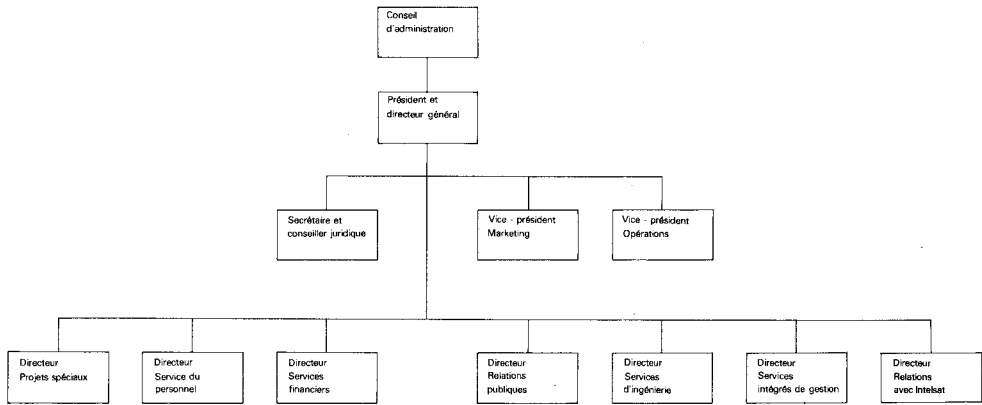 Conseil
d'administration
Président et
directeur général
Secrétaire et
conseiller juridique
Vice - président
Marketing
Vice - président
Opérations
Directeur
Projets spéciaux
Directeur
Service du
personnel
Directeur
Services
financiers
Directeur
Relations
publiques
Directeur
Services
d'ingénierie
Directeur
Services
intégrés de gestion
Directeur
Relations
avec Intelsat